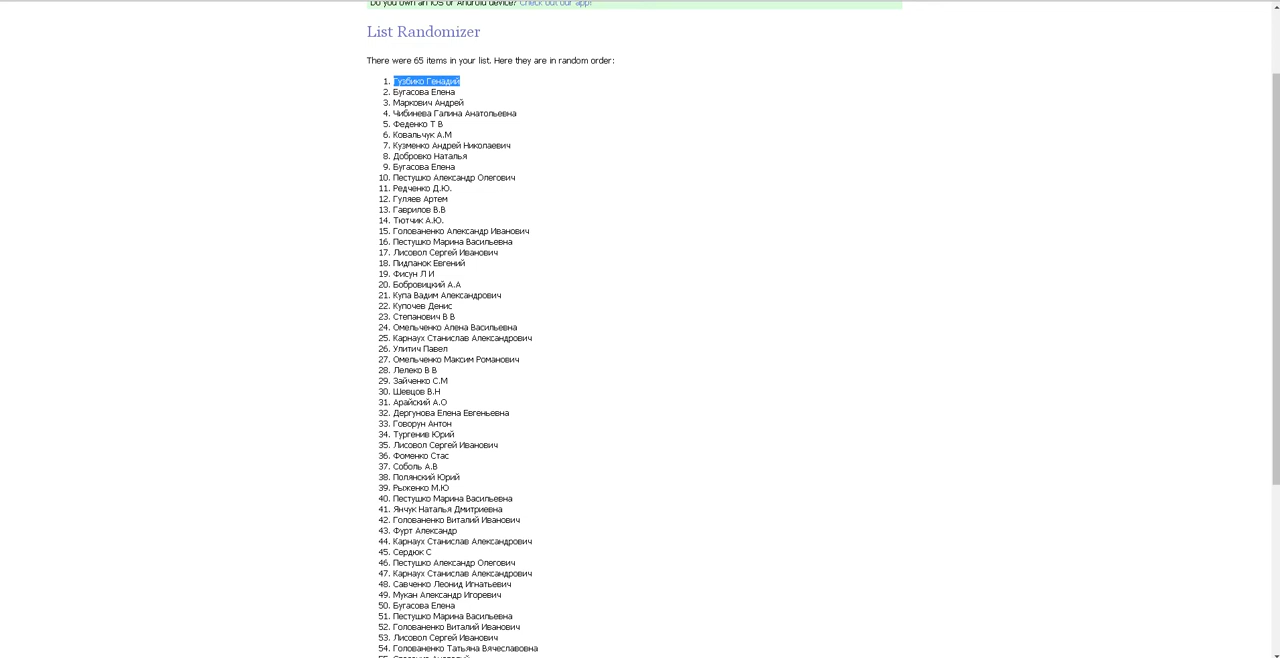 Do you own an iOS or Android device? Check out our app!
List Randomizer
There were 65 items in your list. Here they are in random order:
1. Гузбико Генадий
2. Бугасова Елена
3. Маркович Андрей
4. Чибинева Галина Анатольевна
5. Феденко Т В
6. Ковальчук А.М
7. Кузменко Андрей Николаевич
8. Добровко Наталья
9. Бугасова Елена
10. Пестушко Александр Олегович
11. Редченко Д.Ю.
12. Гуляев Артем
13. Гаврилов В.В
14. Тютчик А.Ю.
15. Голованенко Александр Иванович
16. Пестушко Марина Васильевна
17. Лисовол Сергей Иванович
18. Пидпанок Евгений
19. Фисун Л И
20. Бобровицкий А.А
21. Купа Вадим Александрович
22. Купочев Денис
23. Степанович В В
24. Омельченко Алена Васильевна
25. Карнаух Станислав Александрович
26. Улитич Павел
27. Омельченко Максим Романович
28. Лелеко В В
29. Зайченко С.М
30. Шевцов В.Н
31. Арайский А.О
32. Дергунова Елена Евгеньевна
33. Говорун Антон
34. Тургенив Юрий
35. Лисовол Сергей Иванович
36. Фоменко Стас
37. Соболь А.В
38. Полянский Юрий
39. Рыженко М.Ю
40. Пестушко Марина Васильевна
41. Янчук Наталья Дмитриевна
42. Голованенко Виталий Иванович
43. Фурт Александр
44. Карнаух Станислав Александрович
45. Сердюк С
46. Пестушко Александр Олегович
47. Карнаух Станислав Александрович
48. Савченко Леонид Игнатьевич
49. Мукан Александр Игоревич
50. Бугасова Елена
51. Пестушко Марина Васильевна
52. Голованенко Виталий Иванович
53. Лисовол Сергей Иванович
54. Голованенко Татьяна Вячеславовна